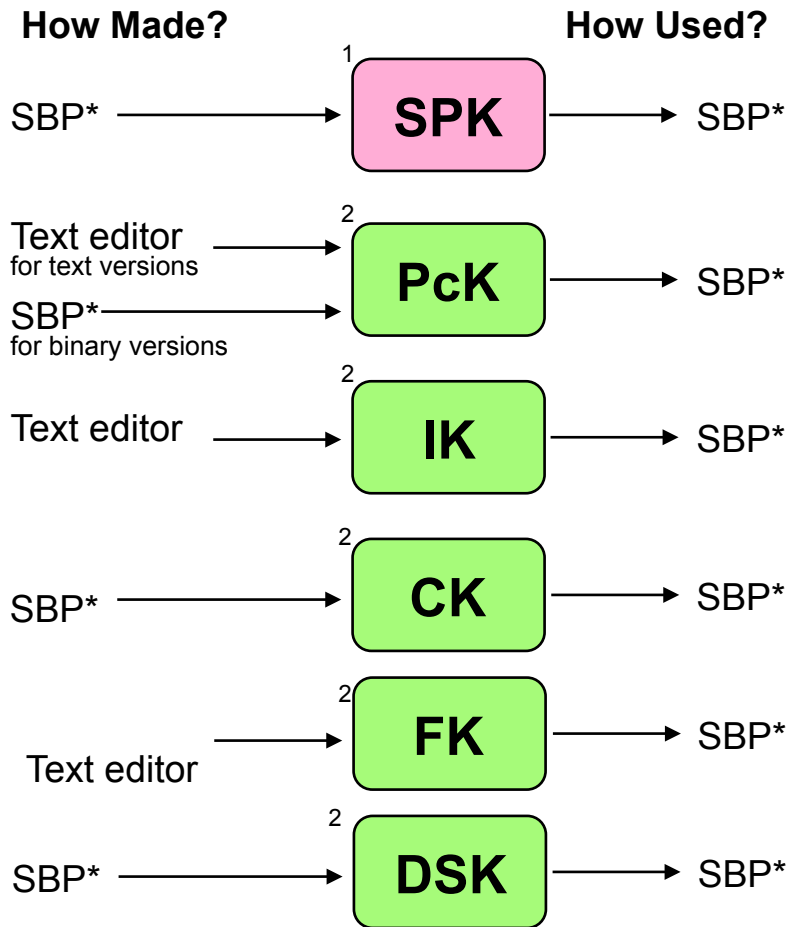 How Made? How Used?
1
SBP* SPK SBP*
2
Text editor
for text versions
PcK SBP*
SBP*
for binary versions
2
Text editor IK SBP*
2
SBP* CK SBP*
2
FK SBP*
Text editor
2
SBP* DSK SBP*